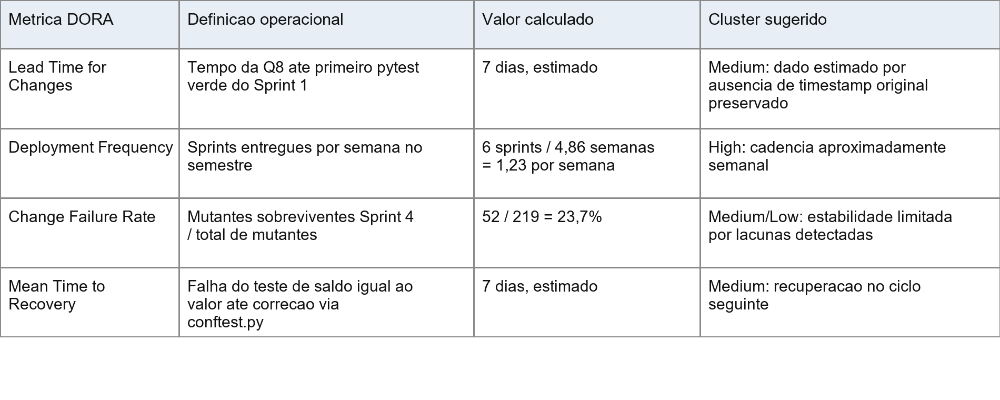 Metrica DORA
Definicao operacional
Valor calculado
Cluster sugerido
Lead Time for
Changes
Tempo da Q8 ate primeiro pytest
verde do Sprint 1
7 dias, estimado
Medium: dado estimado por
ausencia de timestamp original
preservado
Deployment Frequency
Sprints entregues por semana no
semestre
6 sprints / 4,86 semanas
= 1,23 por semana
High: cadencia aproximadamente
semanal
Change Failure Rate
Mutantes sobreviventes Sprint 4
/ total de mutantes
52 / 219 = 23,7%
Medium/Low: estabilidade limitada
por lacunas detectadas
Mean Time to
Recovery
Falha do teste de saldo igual ao
valor ate correcao via
conftest.py
7 dias, estimado
Medium: recuperacao no ciclo
seguinte